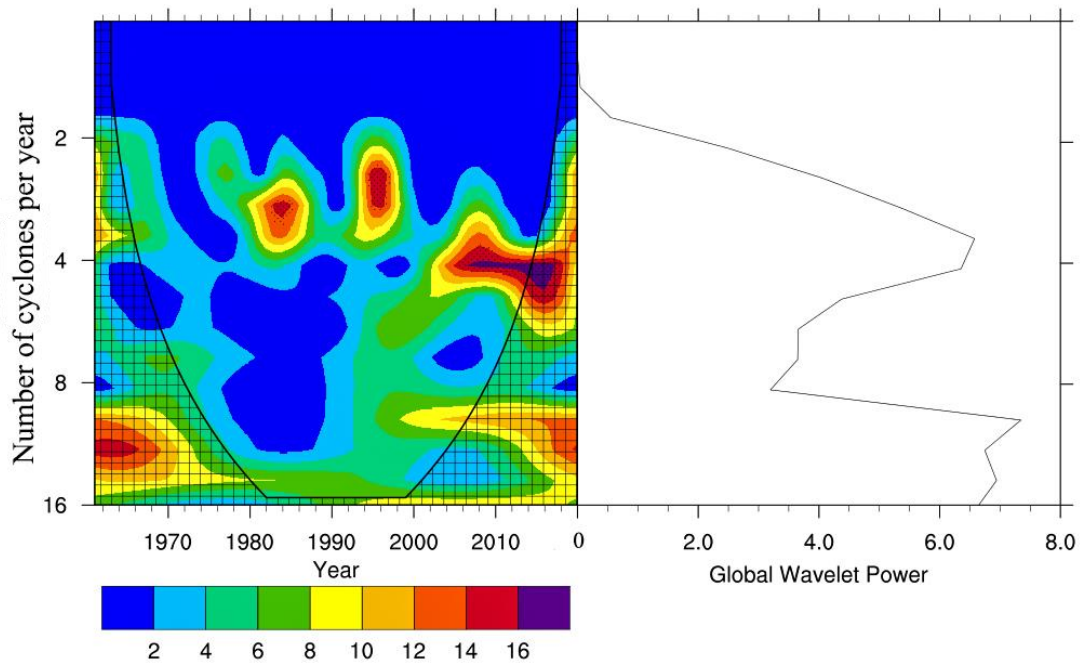 Number of cyclones per year
2
4
8
16
1970 1980 1990 2000 2010
Year
0 2.0 4.0 6.0 8.0
Global Wavelet Power
2 4 6 8 10 12 14 16